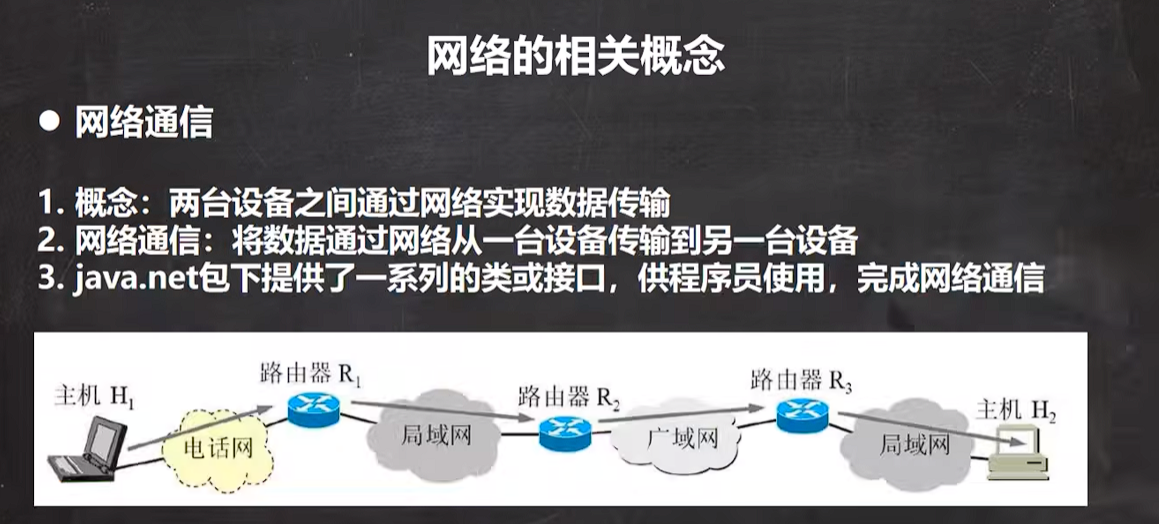 网络的相关概念
● 网络通信
1. 概念：两台设备之间通过网络实现数据传输
2. 网络通信：将数据通过网络从一台设备传输到另一台设备
3. java.net包下提供了一系列的类或接口，供程序员使用，完成网络通信
主机 H1
路由器 R1
路由器 R2
路由器 R3
主机 H2
电话网
局域网
广域网
局域网